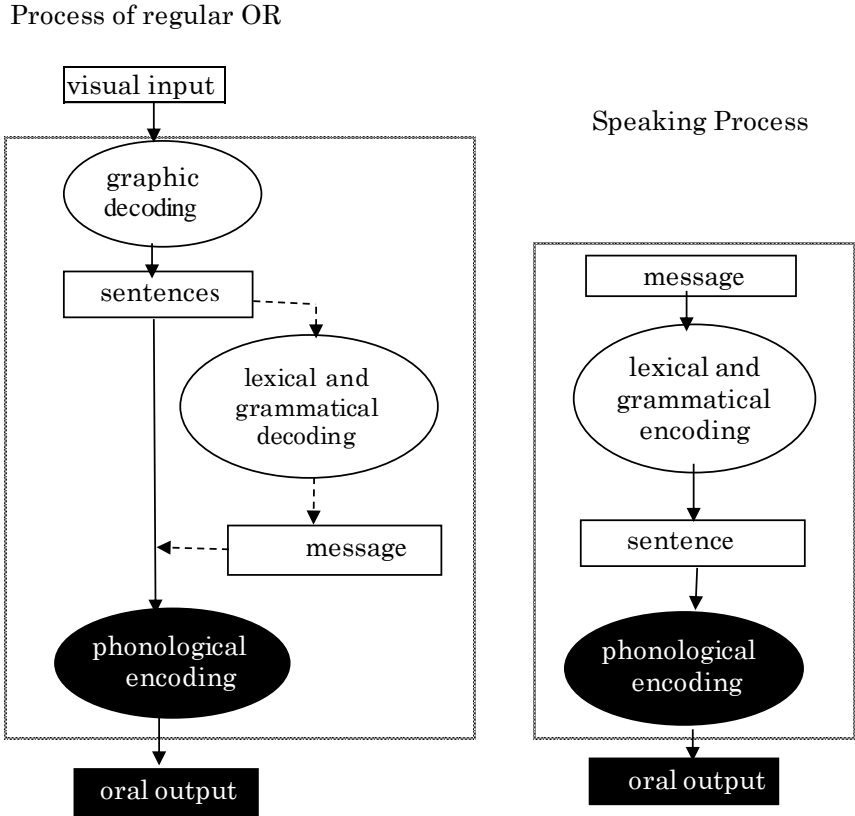 Process of regular OR
visual input
graphic
decoding
sentences
lexical and
grammatical
decoding
message
phonological
encoding
oral output
Speaking Process
message
lexical and
grammatical
encoding
sentence
phonological
encoding
oral output